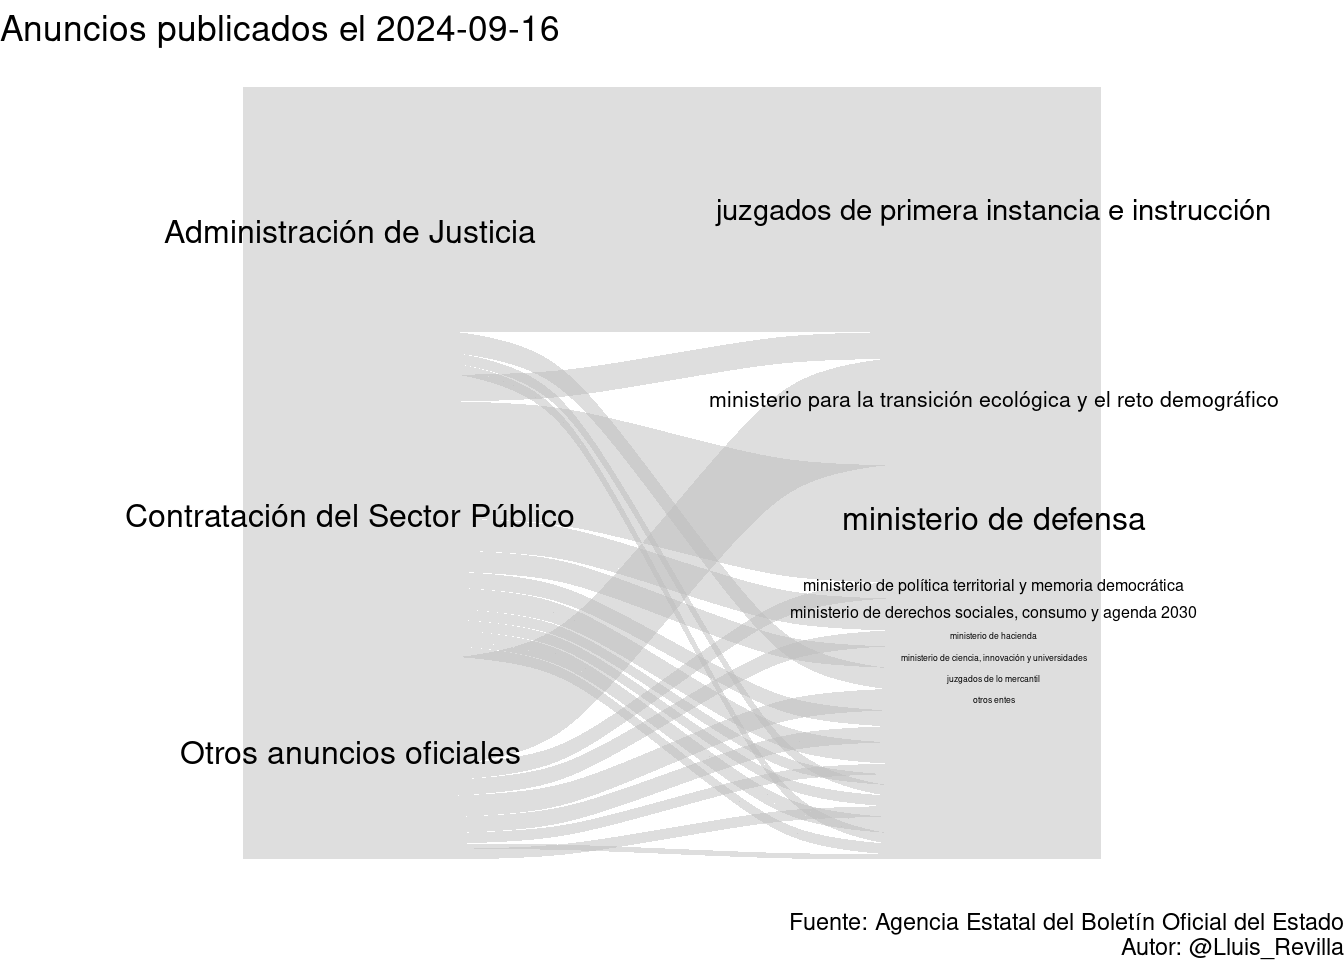 Anuncios publicados el 2024-09-16
Administración de Justicia
juzgados de primera instancia e instrucción
ministerio para la transición ecológica y el reto demográfico
Contratación del Sector Público
ministerio de defensa
ministerio de política territorial y memoria democrática
ministerio de derechos sociales, consumo y agenda 2030
ministerio de hacienda
ministerio de ciencia, innovación y universidades
juzgados de lo mercantil
otros entes
Otros anuncios oficiales
Fuente: Agencia Estatal del Boletín Oficial del Estado
Autor: @Lluis_Revilla